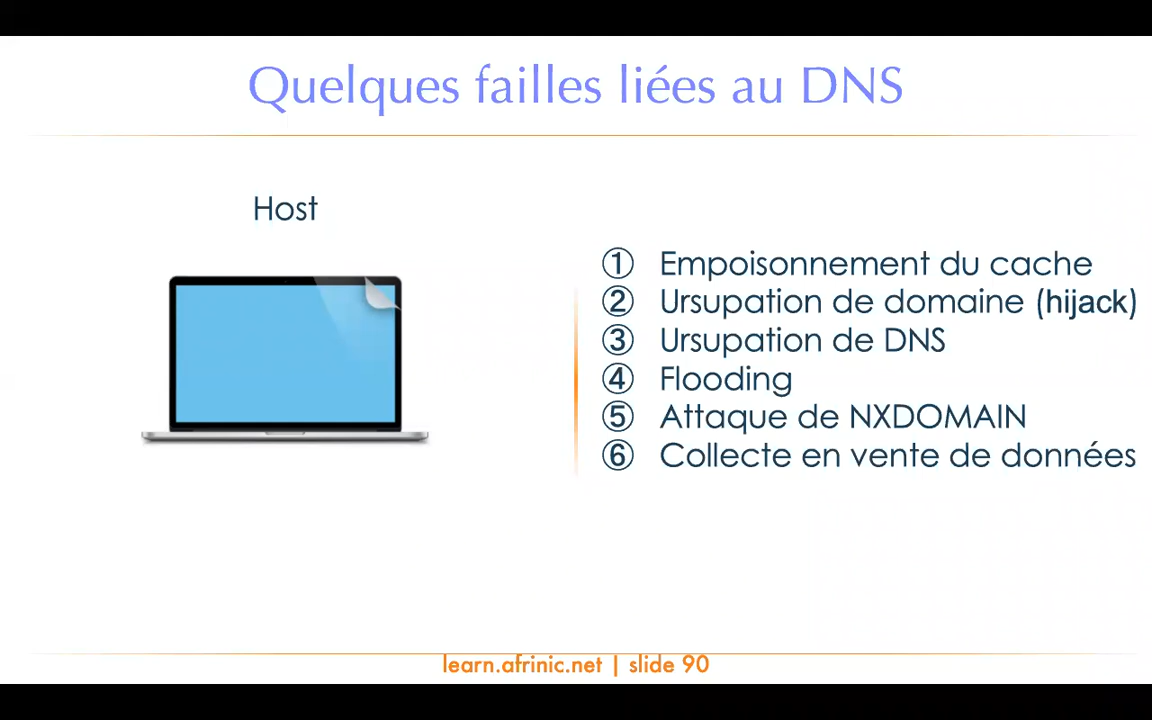 Quelques failles liées au DNS
Host
① Empoisonnement du cache
② Ursupation de domaine (hijack)
③ Ursupation de DNS
④ Flooding
⑤ Attaque de NXDOMAIN
⑥ Collecte en vente de données
learn.afrinic.net | slide 90